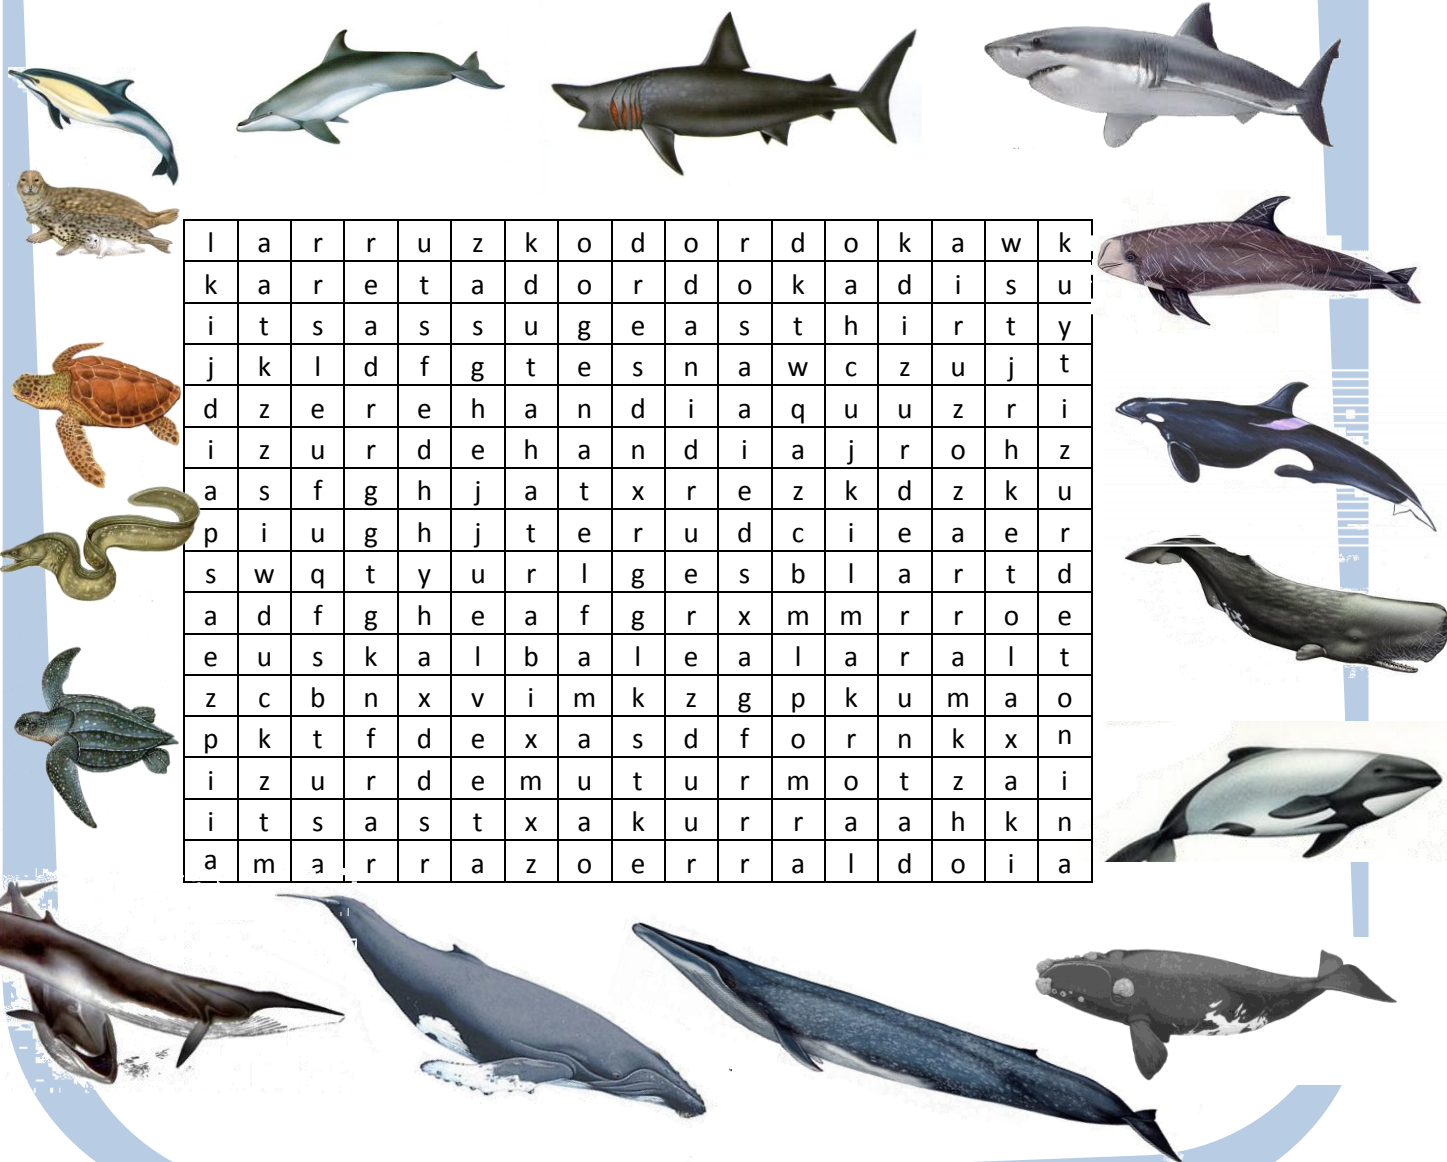 l a r r u z k o d o r d o k a w k
k a r e t a d o r d o k a d i s u
i t s a s s u g e a s t h i r t y
j k l d f g t e s n a w c z u j t
d z e r e h a n d i a q u u z r i
i z u r d e h a n d i a j r o h z
a s f g h j a t x r e z k d z k u
p i u g h j t e r u d c i e a e r
s w q t y u r l g e s b l a r t d
a d f g h e a f g r x m m r r o e
e u s k a l b a l e a l a r a l t
z c b n x v i m k z g p k u m a o
p k t f d e x a s d f o r n k x n
i z u r d e m u t u r m o t z a i
i t s a s t x a k u r r a a h k n
a m a r r a z o e r r a l d o i a